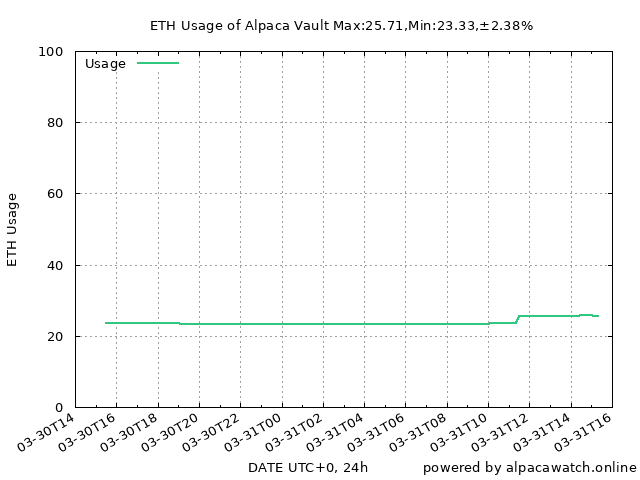 ETH Usage of Alpaca Vault Max:25.71,Min:23.33,±2.38%
100
Usage
80
60
ETH Usage
40
20
0
03-30T14
03-30T16
03-30T18
03-30T20
03-30T22
03-31T00
03-31T02
03-31T04
03-31T06
03-31T08
03-31T10
03-31T12
03-31T14
03-31T16
DATE UTC+0, 24h
powered by alpacawatch.online